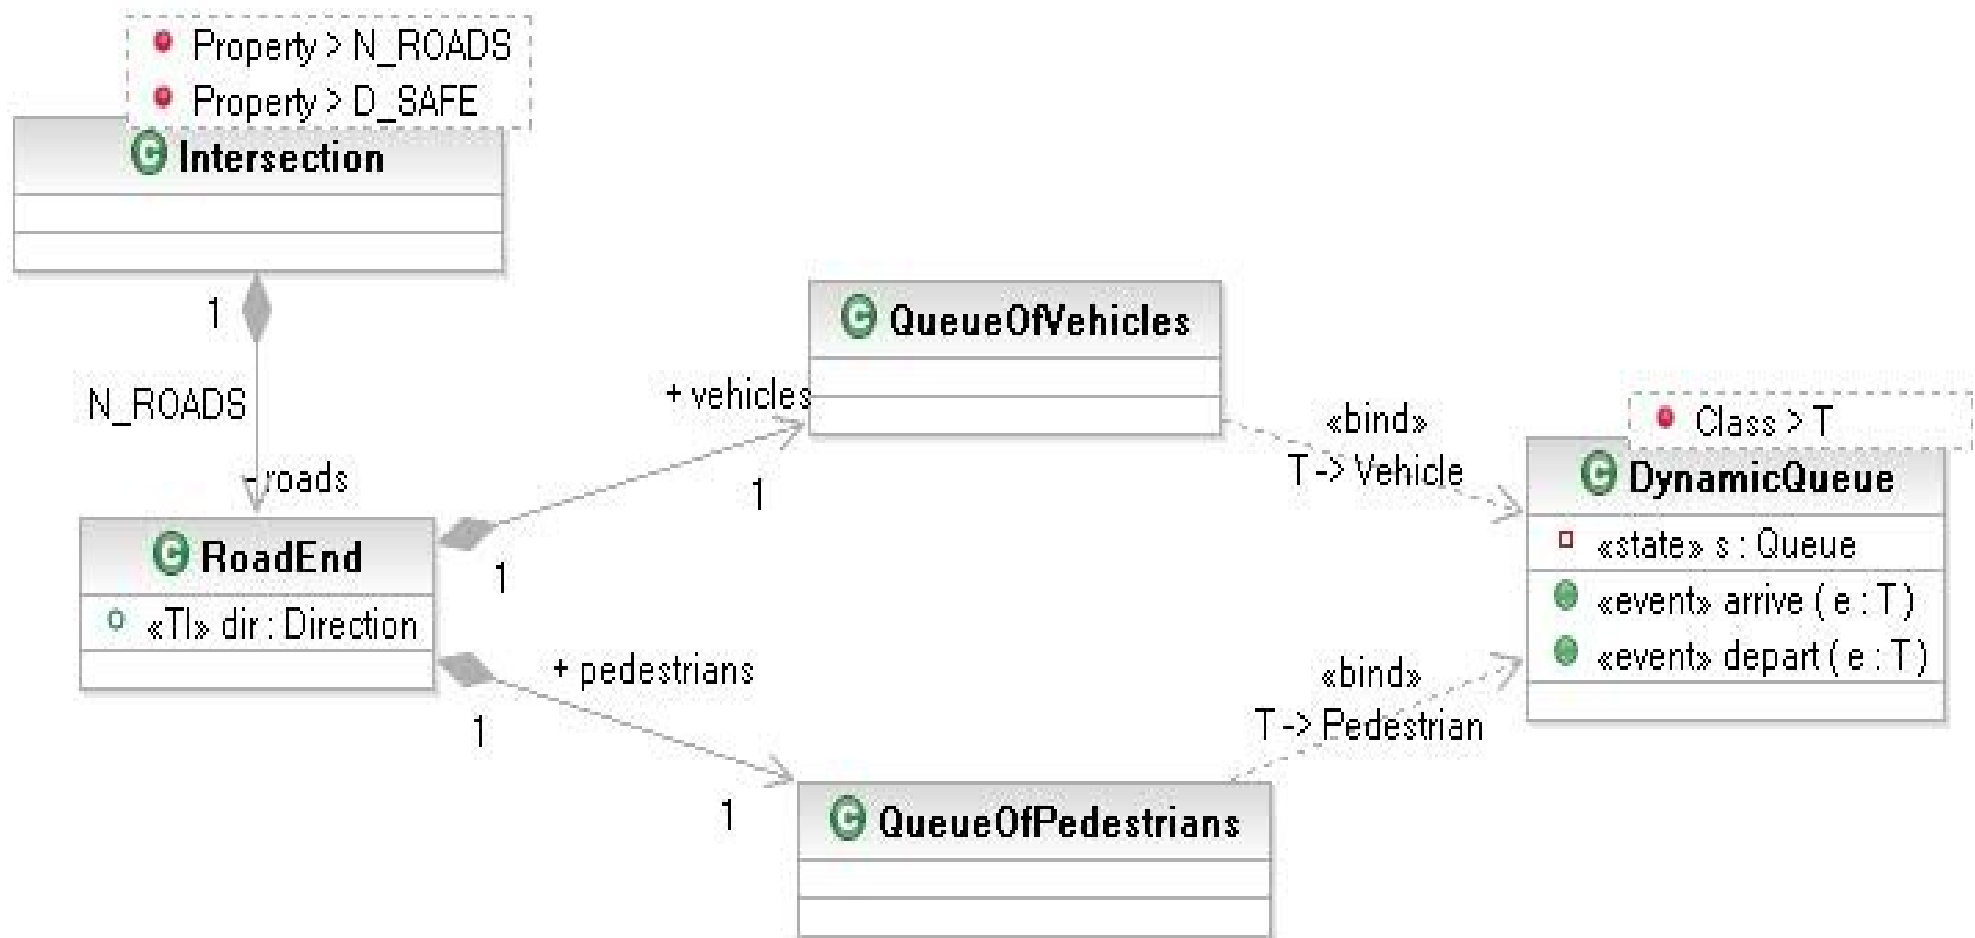 Property > N_ROADS
Property > D_SAFE
C Intersection
1
N_ROADS
- roads
C RoadEnd
«TI» dir : Direction
1
1
+ vehicles
1
+ pedestrians
1
C QueueOfVehicles
C QueueOfPedestrians
«bind»
T -> Vehicle
«bind»
T -> Pedestrian
Class > T
C DynamicQueue
«state» s : Queue
«event» arrive ( e : T )
«event» depart ( e : T )